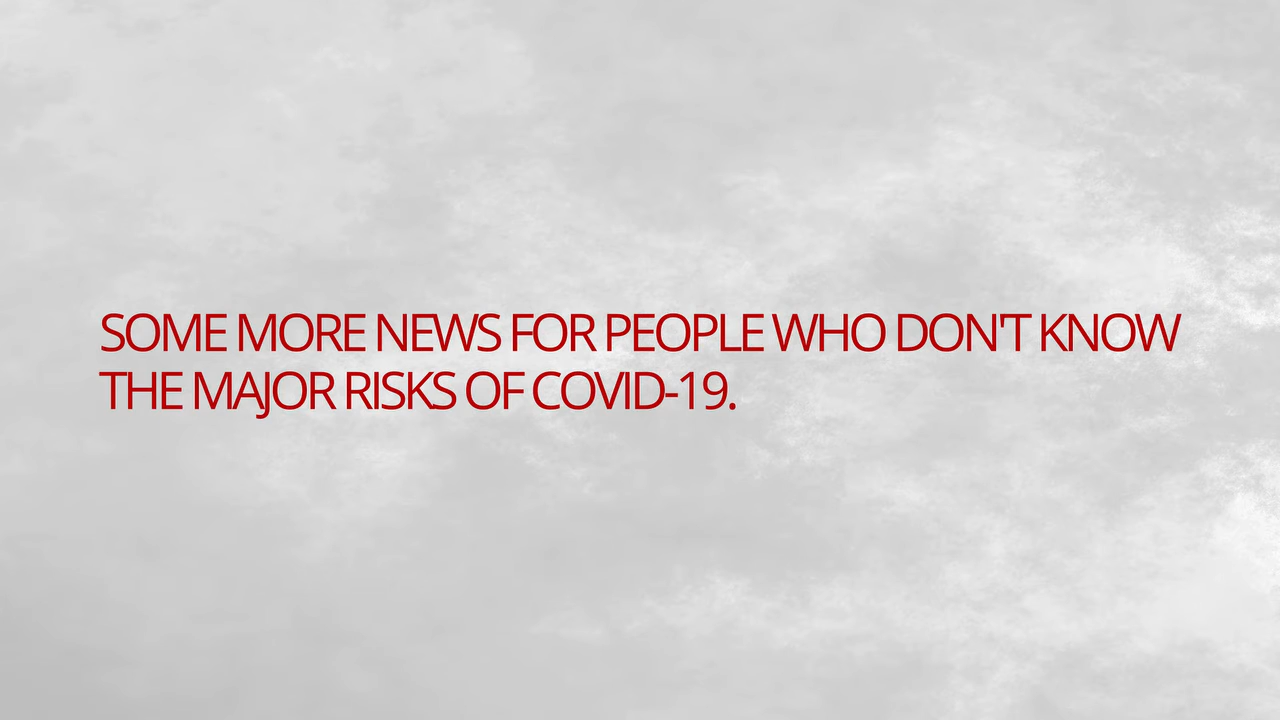 SOME MORE NEWS FOR PEOPLE WHO DON'T KNOW
THE MAJOR RISKS OF COVID-19.